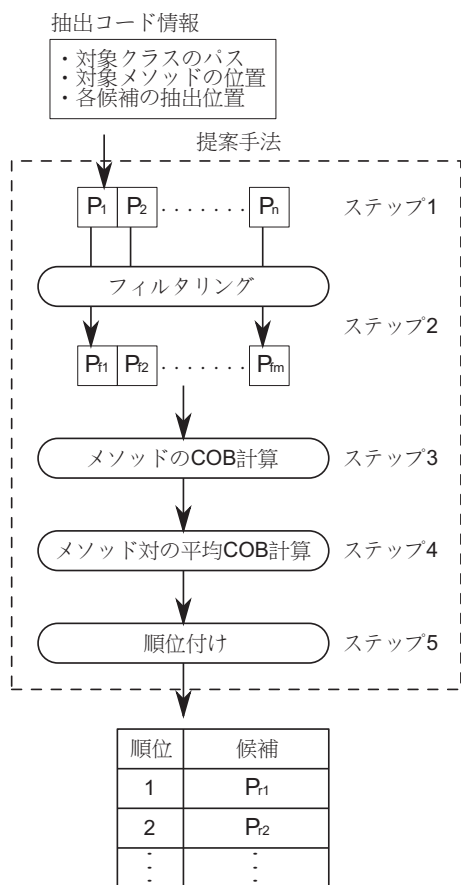 抽出コード情報
・対象クラスのパス
・対象メソッドの位置
・各候補の抽出位置
提案手法
P1 P2 ....... Pn ステップ1
フィルタリング
ステップ2
Pf1 Pf2 ....... Pfm
メソッドのCOB計算 ステップ3
メソッド対の平均COB計算 ステップ4
順位付け ステップ5
順位 候補
1 Pr1
2 Pr2
⋮ ⋮